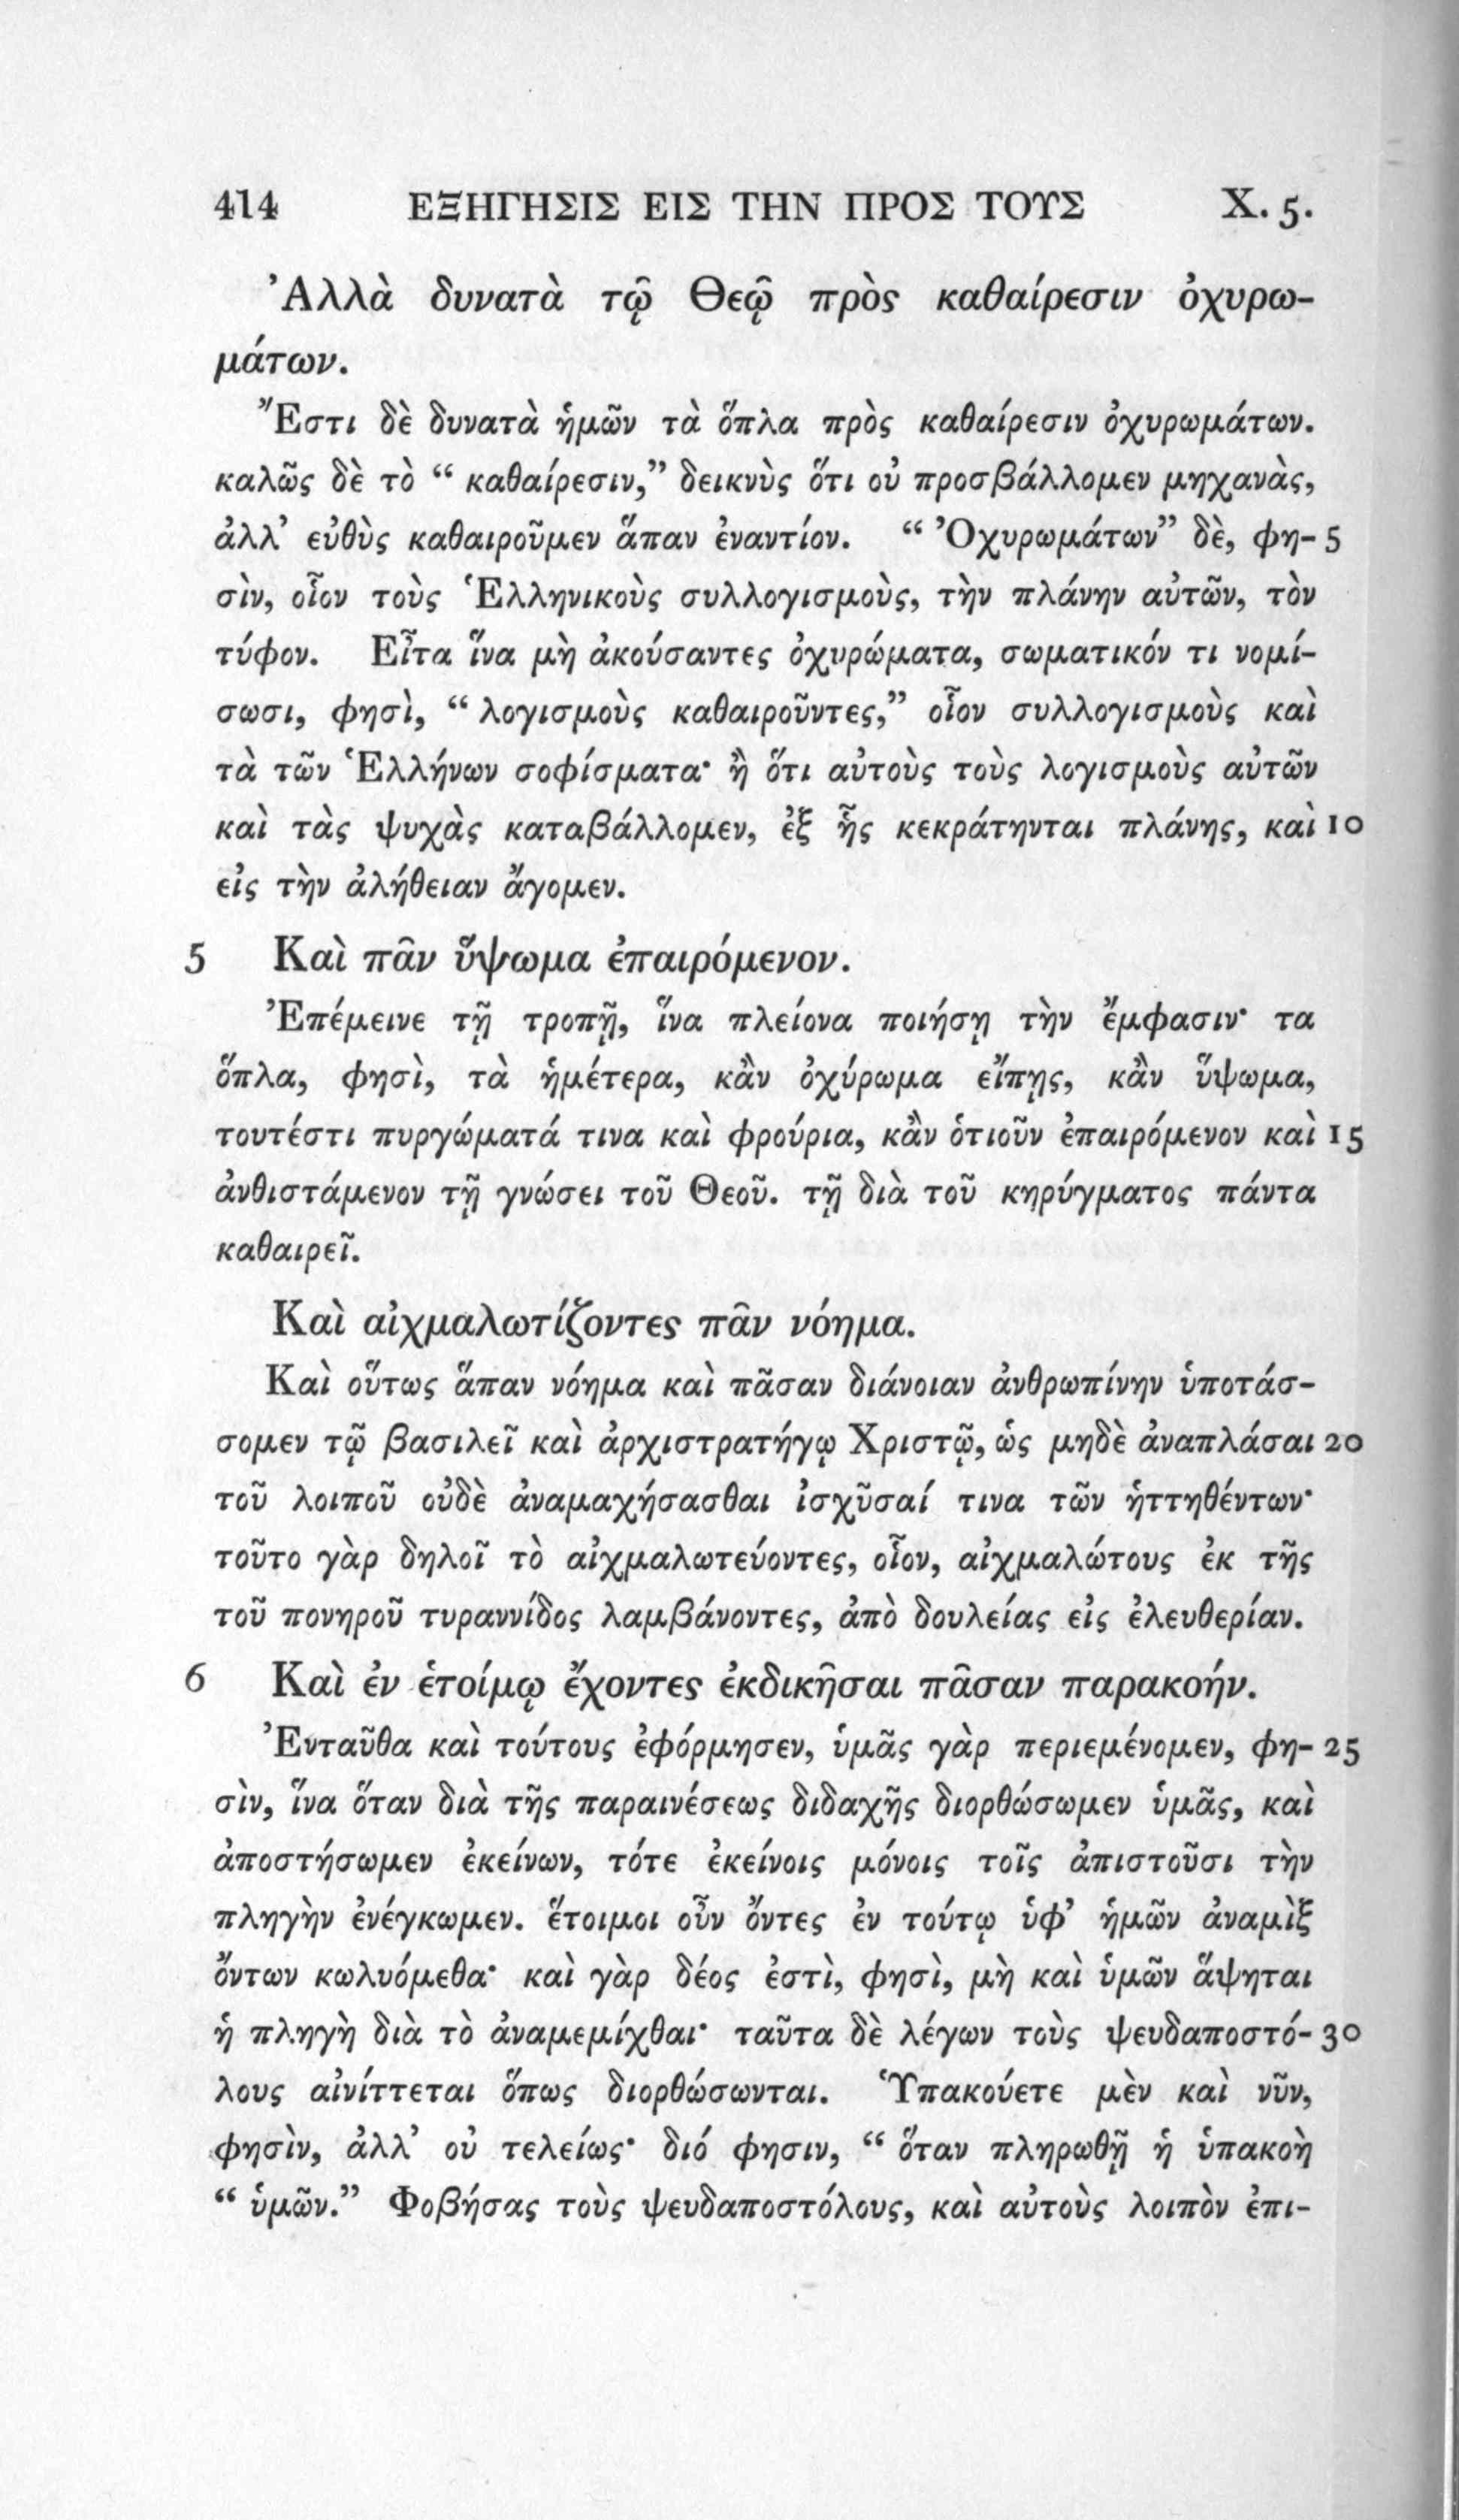 414 ΕΞΗΓΗΣΙΣ ΕΙΣ ΤΗΝ ΠΡΟΣ ΤΟΥΣ X. 5.
Ἀλλὰ δυνατὰ τῷ Θεῷ πρὸς καθαίρεσιν ὀχυρω-
μάτων.
Ἔστι δὲ δυνατὰ ἡμῶν τὰ ὅπλα πρὸς καθαίρεσιν ὀχυρωμάτων.
καλῶς δὲ τὸ “ καθαίρεσιν,” δεικνὺς ὅτι οὐ προσβάλλομεν μηχανὰς,
ἀλλ’ εὐθὺς καθαιροῦμεν ἅπαν ἐναντίον. “ Ὀχυρωμάτων” δὲ, φη- 5
σὶν, οἷον τοὺς Ἑλληνικοὺς συλλογισμοὺς, τὴν πλάνην αὐτῶν, τὸν
τύφον. Εἶτα ἵνα μὴ ἀκούσαντες ὀχυρώματα, σωματικόν τι νομί-
σωσι, φησὶ, “ λογισμοὺς καθαιροῦντες,” οἷον συλλογισμοὺς καὶ
τὰ τῶν Ἑλλήνων σοφίσματα· ἢ ὅτι αὐτοὺς τοὺς λογισμοὺς αὐτῶν
καὶ τὰς ψυχὰς καταβάλλομεν, ἐξ ἧς κεκράτηνται πλάνης, καὶ 10
εἰς τὴν ἀλήθειαν ἄγομεν.
5 Καὶ πᾶν ὕψωμα ἐπαιρόμενον.
Ἐπέμεινε τῇ τροπῇ, ἵνα πλείονα ποιήσῃ τὴν ἔμφασιν· τα
ὅπλα, φησὶ, τὰ ἡμέτερα, κἂν ὀχύρωμα εἴπῃς, κἂν ὕψωμα,
τουτέστι πυργώματά τινα καὶ φρούρια, κἂν ὁτιοῦν ἐπαιρόμενον καὶ 15
ἀνθιστάμενον τῇ γνώσει τοῦ Θεοῦ. τῇ διὰ τοῦ κηρύγματος πάντα
καθαιρεῖ.
Καὶ αἰχμαλωτίζοντες πᾶν νόημα.
Καὶ οὕτως ἅπαν νόημα καὶ πᾶσαν διάνοιαν ἀνθρωπίνην ὑποτάσ-
σομεν τῷ βασιλεῖ καὶ ἀρχιστρατήγῳ Χριστῷ, ὡς μηδὲ ἀναπλάσαι 20
τοῦ λοιποῦ οὐδὲ ἀναμαχήσασθαι ἰσχῦσαί τινα τῶν ἡττηθέντων·
τοῦτο γὰρ δηλοῖ τὸ αἰχμαλωτεύοντες, οἷον, αἰχμαλώτους ἐκ τῆς
τοῦ πονηροῦ τυραννίδος λαμβάνοντες, ἀπὸ δουλείας εἰς ἐλευθερίαν.
6 Καὶ ἐν ἑτοίμῳ ἔχοντες ἐκδικῆσαι πᾶσαν παρακοήν.
Ἐνταῦθα καὶ τούτους ἐφόρμησεν, ὑμᾶς γὰρ περιεμένομεν, φη- 25
σὶν, ἵνα ὅταν διὰ τῆς παραινέσεως διδαχῆς διορθώσωμεν ὑμᾶς, καὶ
ἀποστήσωμεν ἐκείνων, τότε ἐκείνοις μόνοις τοῖς ἀπιστοῦσι τὴν
πληγὴν ἐνέγκωμεν. ἕτοιμοι οὖν ὄντες ἐν τούτῳ ὑφ’ ἡμῶν ἀναμὶξ
ὄντων κωλυόμεθα· καὶ γὰρ δέος ἐστὶ, φησὶ, μὴ καὶ ὑμῶν ἅψηται
ἡ πληγὴ διὰ τὸ ἀναμεμίχθαι· ταῦτα δὲ λέγων τοὺς ψευδαποστό- 30
λους αἰνίττεται ὅπως διορθώσωνται. Ὑπακούετε μὲν καὶ νῦν,
φησὶν, ἀλλ’ οὐ τελείως· διό φησιν, “ ὅταν πληρωθῇ ἡ ὑπακοὴ
“ ὑμῶν.” Φοβήσας τοὺς ψευδαποστόλους, καὶ αὐτοὺς λοιπὸν ἐπι-